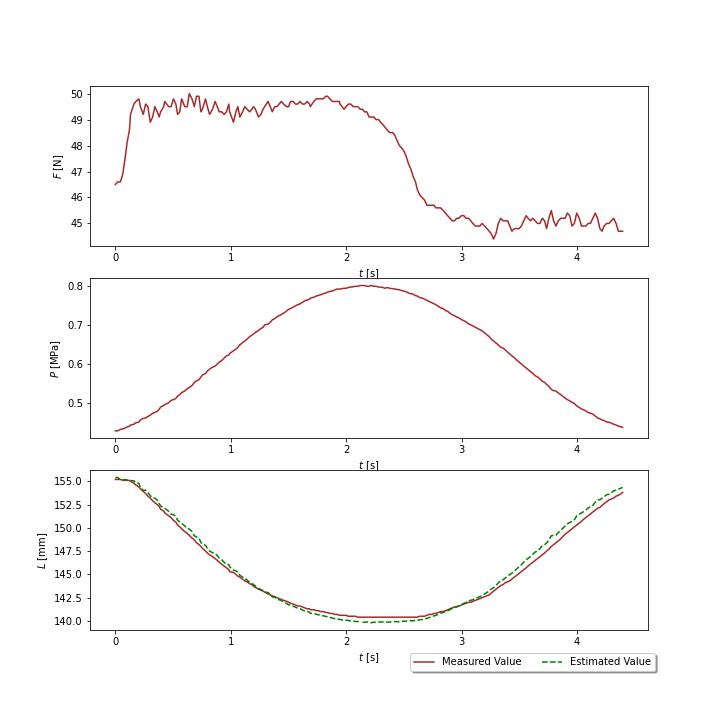 50
49
48
47
46
45
F [N]
0 1 2 3 4
t [s]
0.8
0.7
0.6
0.5
P [MPa]
0 1 2 3 4
t [s]
155.0
152.5
150.0
147.5
145.0
142.5
140.0
L [mm]
0 1 2 3 4
t [s]
Measured Value Estimated Value